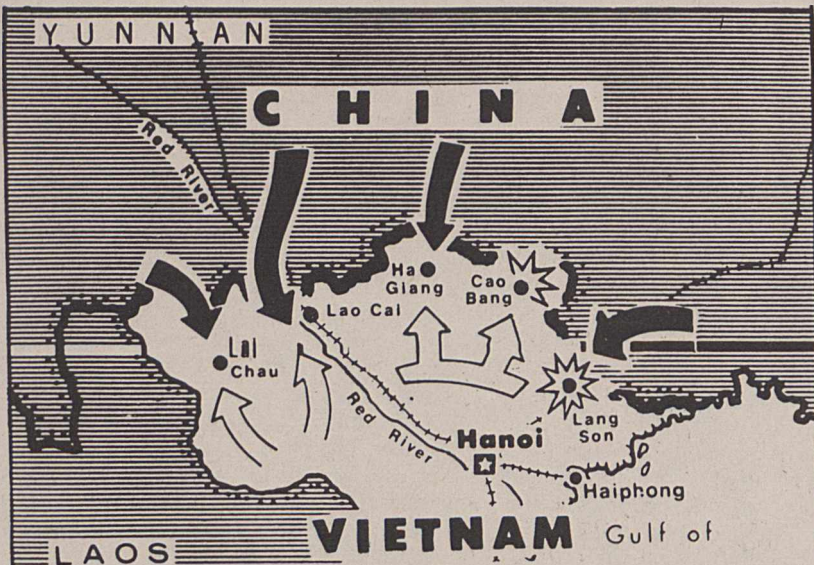 YUNNAN
CHINA
Red River
Ha
Giang
Cao
Bang
Lao Cai
Lai
Chau
Red River
Lang
Son
Hanoi
Haiphong
VIETNAM
Gulf of
LAOS